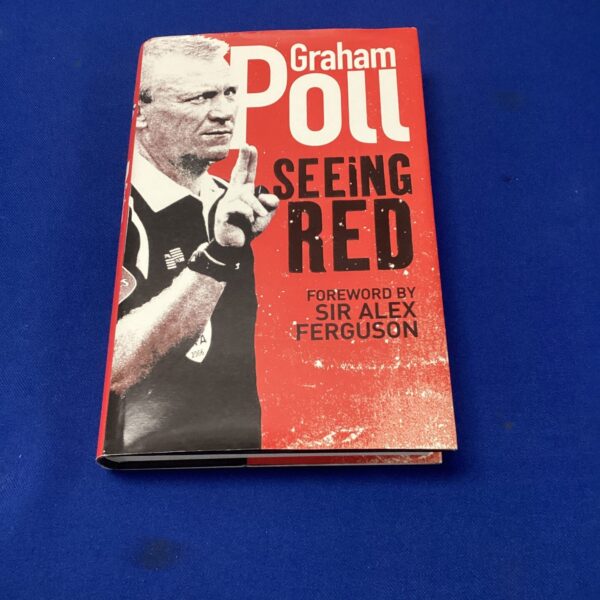 Graham
Poll
SEEING
RED
FOREWORD BY
SIR ALEX
FERGUSON